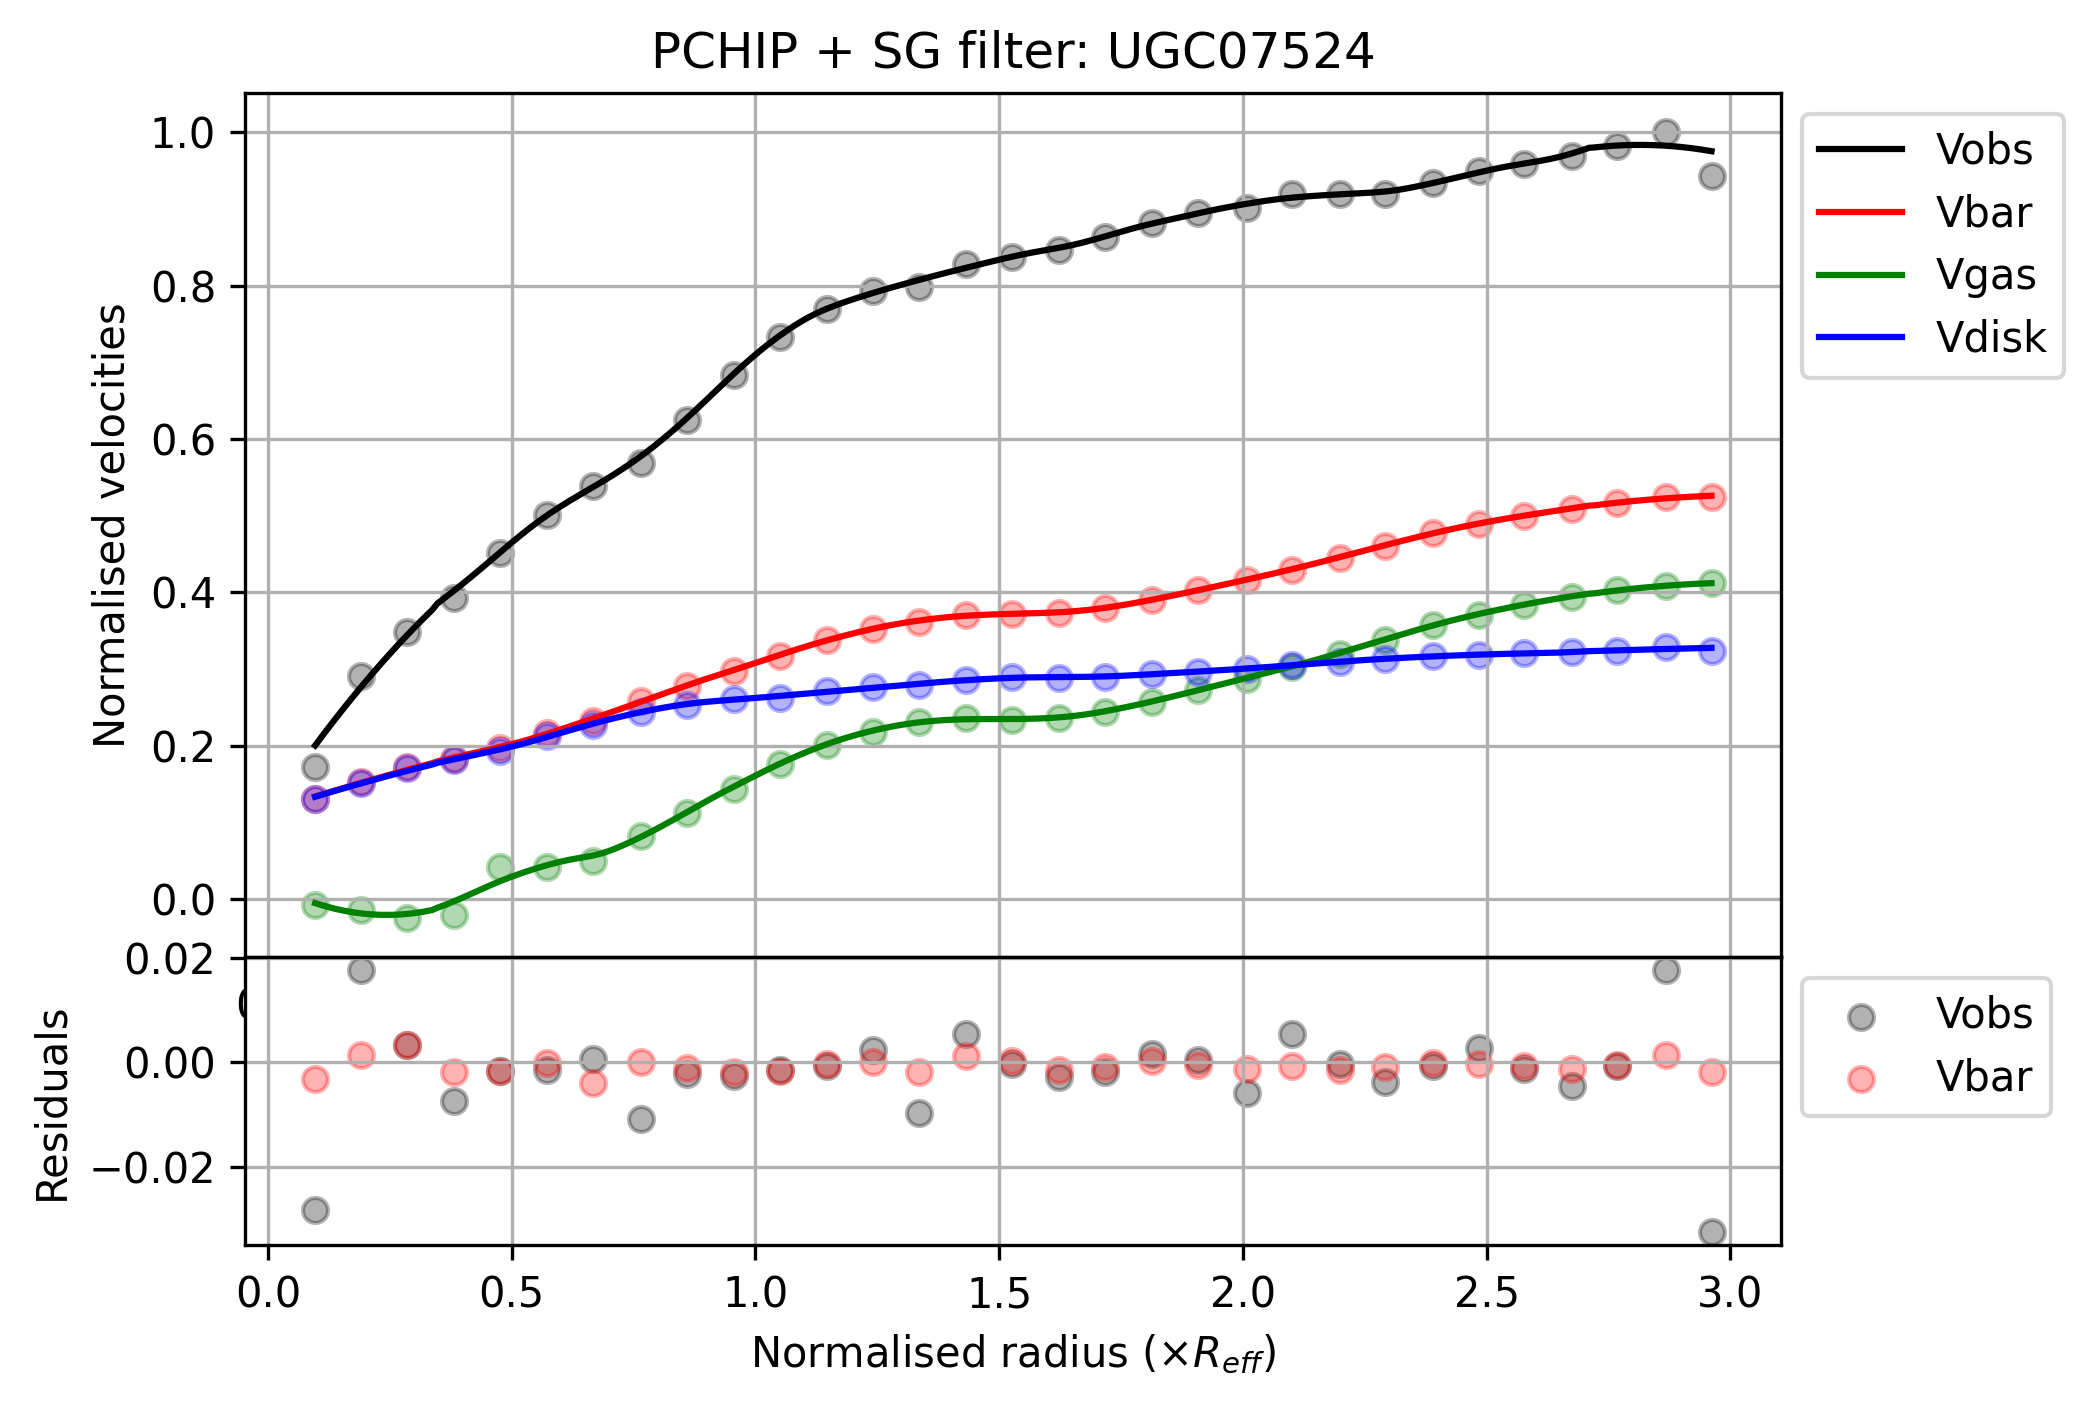 PCHIP + SG filter: UGC07524
Normalised velocities
1.0
0.8
0.6
0.4
0.2
0.0
Vobs
Vbar
Vgas
Vdisk
Residuals
0.02
0.00
−0.02
Vobs
Vbar
0.0 0.5 1.0 1.5 2.0 2.5 3.0
Normalised radius (×R_eff)